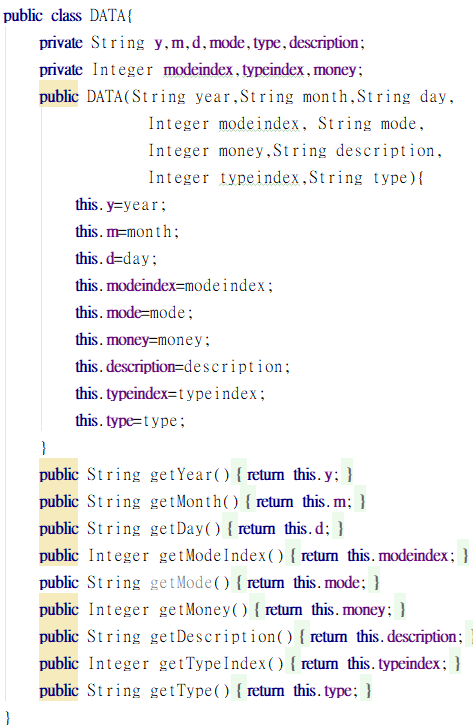 public class DATA{
    private String y,m,d,mode,type,description;
    private Integer modeindex,typeindex,money;
    public DATA(String year,String month,String day,
                Integer modeindex, String mode,
                Integer money,String description,
                Integer typeindex,String type){
        this.y=year;
        this.m=month;
        this.d=day;
        this.modeindex=modeindex;
        this.mode=mode;
        this.money=money;
        this.description=description;
        this.typeindex=typeindex;
        this.type=type;
    }
    public String getYear(){ return this.y; }
    public String getMonth(){ return this.m; }
    public String getDay(){ return this.d; }
    public Integer getModeIndex(){ return this.modeindex; }
    public String getMode(){ return this.mode; }
    public Integer getMoney(){ return this.money; }
    public String getDescription(){ return this.description; }
    public Integer getTypeIndex(){ return this.typeindex; }
    public String getType(){ return this.type; }
}